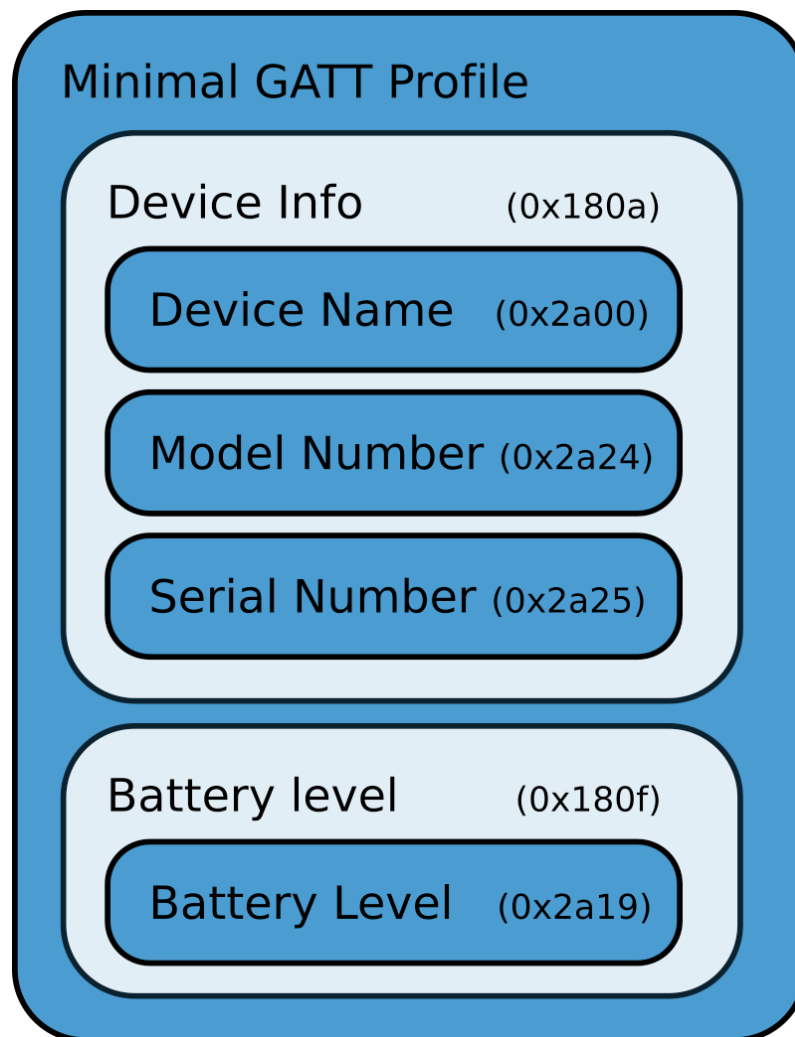 Minimal GATT Profile
Device Info (0x180a)
Device Name (0x2a00)
Model Number (0x2a24)
Serial Number (0x2a25)
Battery level (0x180f)
Battery Level (0x2a19)